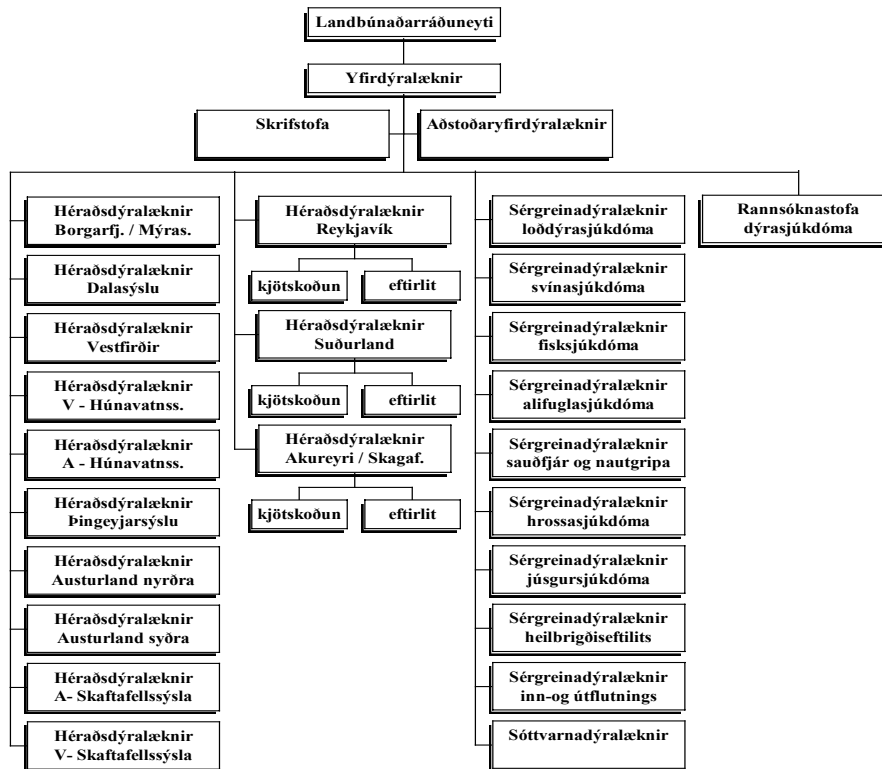 Landbúnaðarráðuneyti
Yfirdýralæknir
Skrifstofa
Aðstoðaryfirdýralæknir
Héraðsdýralæknir
Borgarfj. / Mýras.
Héraðsdýralæknir
Dalasýslu
Héraðsdýralæknir
Vestfirðir
Héraðsdýralæknir
V - Húnavatnss.
Héraðsdýralæknir
A - Húnavatnss.
Héraðsdýralæknir
Þingeyjarsýslu
Héraðsdýralæknir
Austurland nyrðra
Héraðsdýralæknir
Austurland syðra
Héraðsdýralæknir
A- Skaftafellssýsla
Héraðsdýralæknir
V- Skaftafellssýsla
Héraðsdýralæknir
Reykjavík
kjötskoðun
eftirlit
Héraðsdýralæknir
Suðurland
kjötskoðun
eftirlit
Héraðsdýralæknir
Akureyri / Skagaf.
kjötskoðun
eftirlit
Sérgreinadýralæknir
loðdýrasjúkdóma
Sérgreinadýralæknir
svínasjúkdóma
Sérgreinadýralæknir
fisksjúkdóma
Sérgreinadýralæknir
alifuglasjúkdóma
Sérgreinadýralæknir
sauðfjár og nautgripa
Sérgreinadýralæknir
hrossasjúkdóma
Sérgreinadýralæknir
júsgursjúkdóma
Sérgreinadýralæknir
heilbrigðiseftilits
Sérgreinadýralæknir
inn-og útflutnings
Sóttvarnadýralæknir
Rannsóknastofa
dýrasjúkdóma